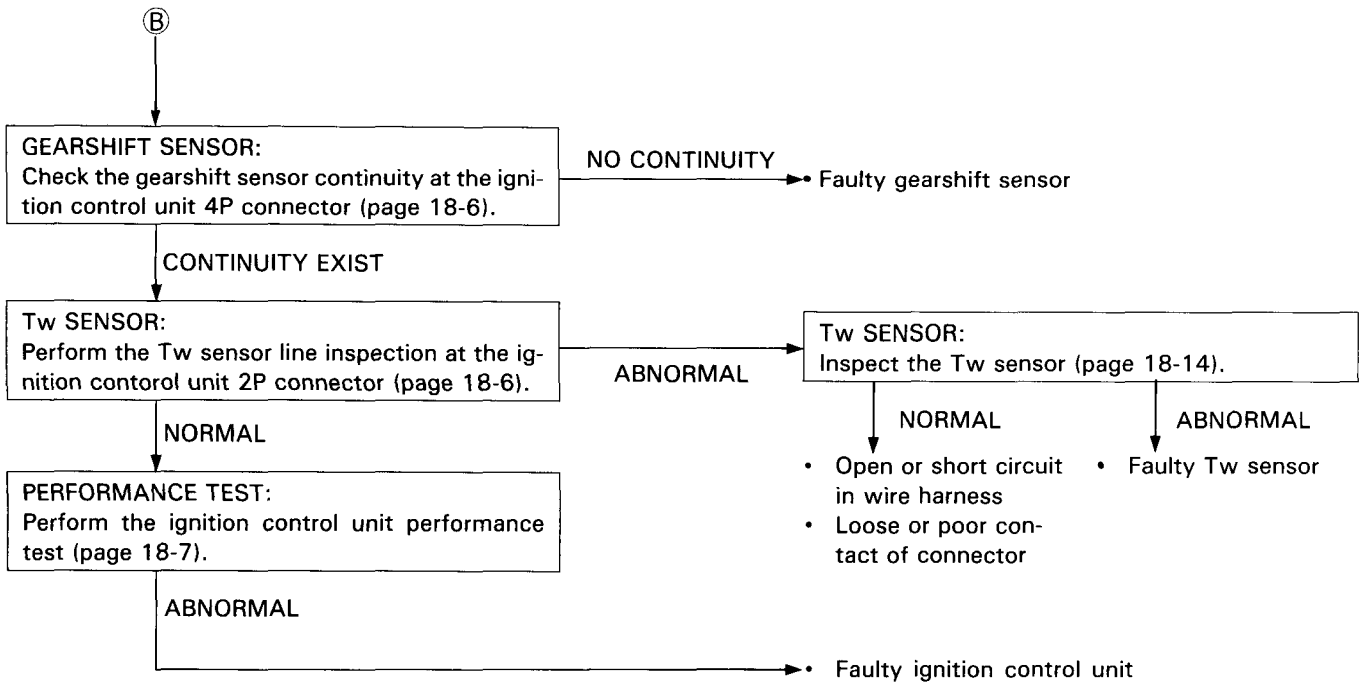 B
GEARSHIFT SENSOR:
Check the gearshift sensor continuity at the igni-
tion control unit 4P connector (page 18-6).
NO CONTINUITY
• Faulty gearshift sensor
CONTINUITY EXIST
Tw SENSOR:
Perform the Tw sensor line inspection at the ig-
nition contorol unit 2P connector (page 18-6).
ABNORMAL
Tw SENSOR:
Inspect the Tw sensor (page 18-14).
NORMAL
ABNORMAL
• Open or short circuit
in wire harness
• Loose or poor con-
tact of connector
• Faulty Tw sensor
NORMAL
PERFORMANCE TEST:
Perform the ignition control unit performance
test (page 18-7).
ABNORMAL
• Faulty ignition control unit